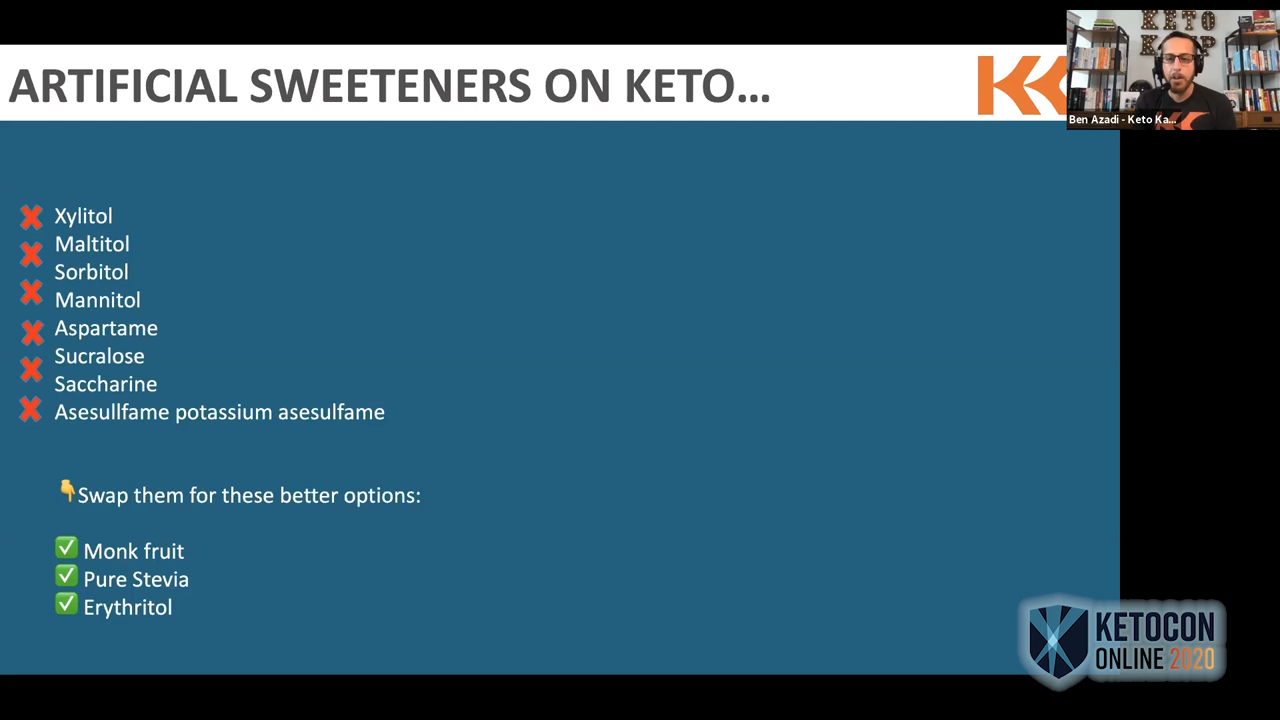 ARTIFICIAL SWEETENERS ON KETO...
KETO
Ben Azadi - Keto Ka...
Xylitol
Maltitol
Sorbitol
Mannitol
Aspartame
Sucralose
Saccharine
Asesullfame potassium asesulfame
Swap them for these better options:
Monk fruit
Pure Stevia
Erythritol
KETOCON
ONLINE 2020